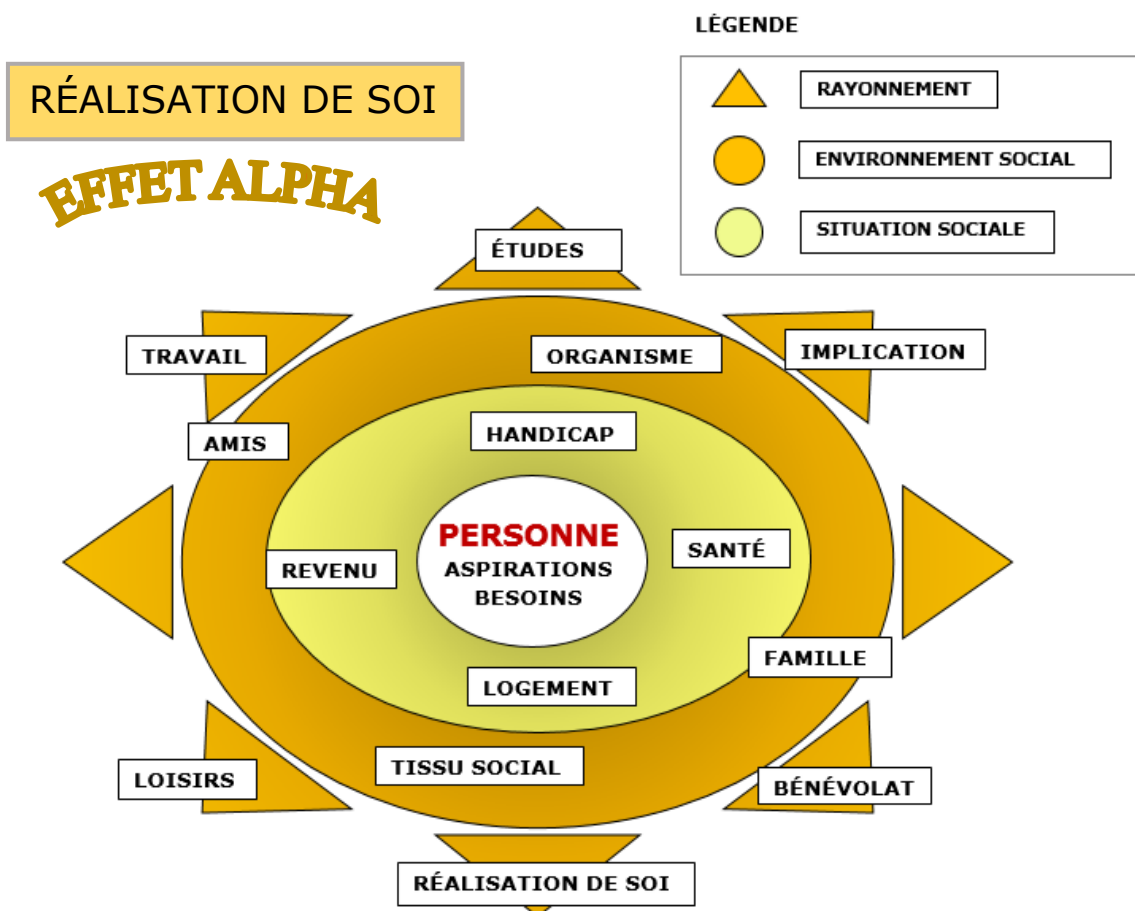 LÉGENDE
RÉALISATION DE SOI
RAYONNEMENT
ENVIRONNEMENT SOCIAL
SITUATION SOCIALE
EFFET ALPHA
ÉTUDES
TRAVAIL
ORGANISME
IMPLICATION
AMIS
HANDICAP
PERSONNE
ASPIRATIONS
BESOINS
REVENU
SANTÉ
FAMILLE
LOGEMENT
TISSU SOCIAL
LOISIRS
BÉNÉVOLAT
RÉALISATION DE SOI